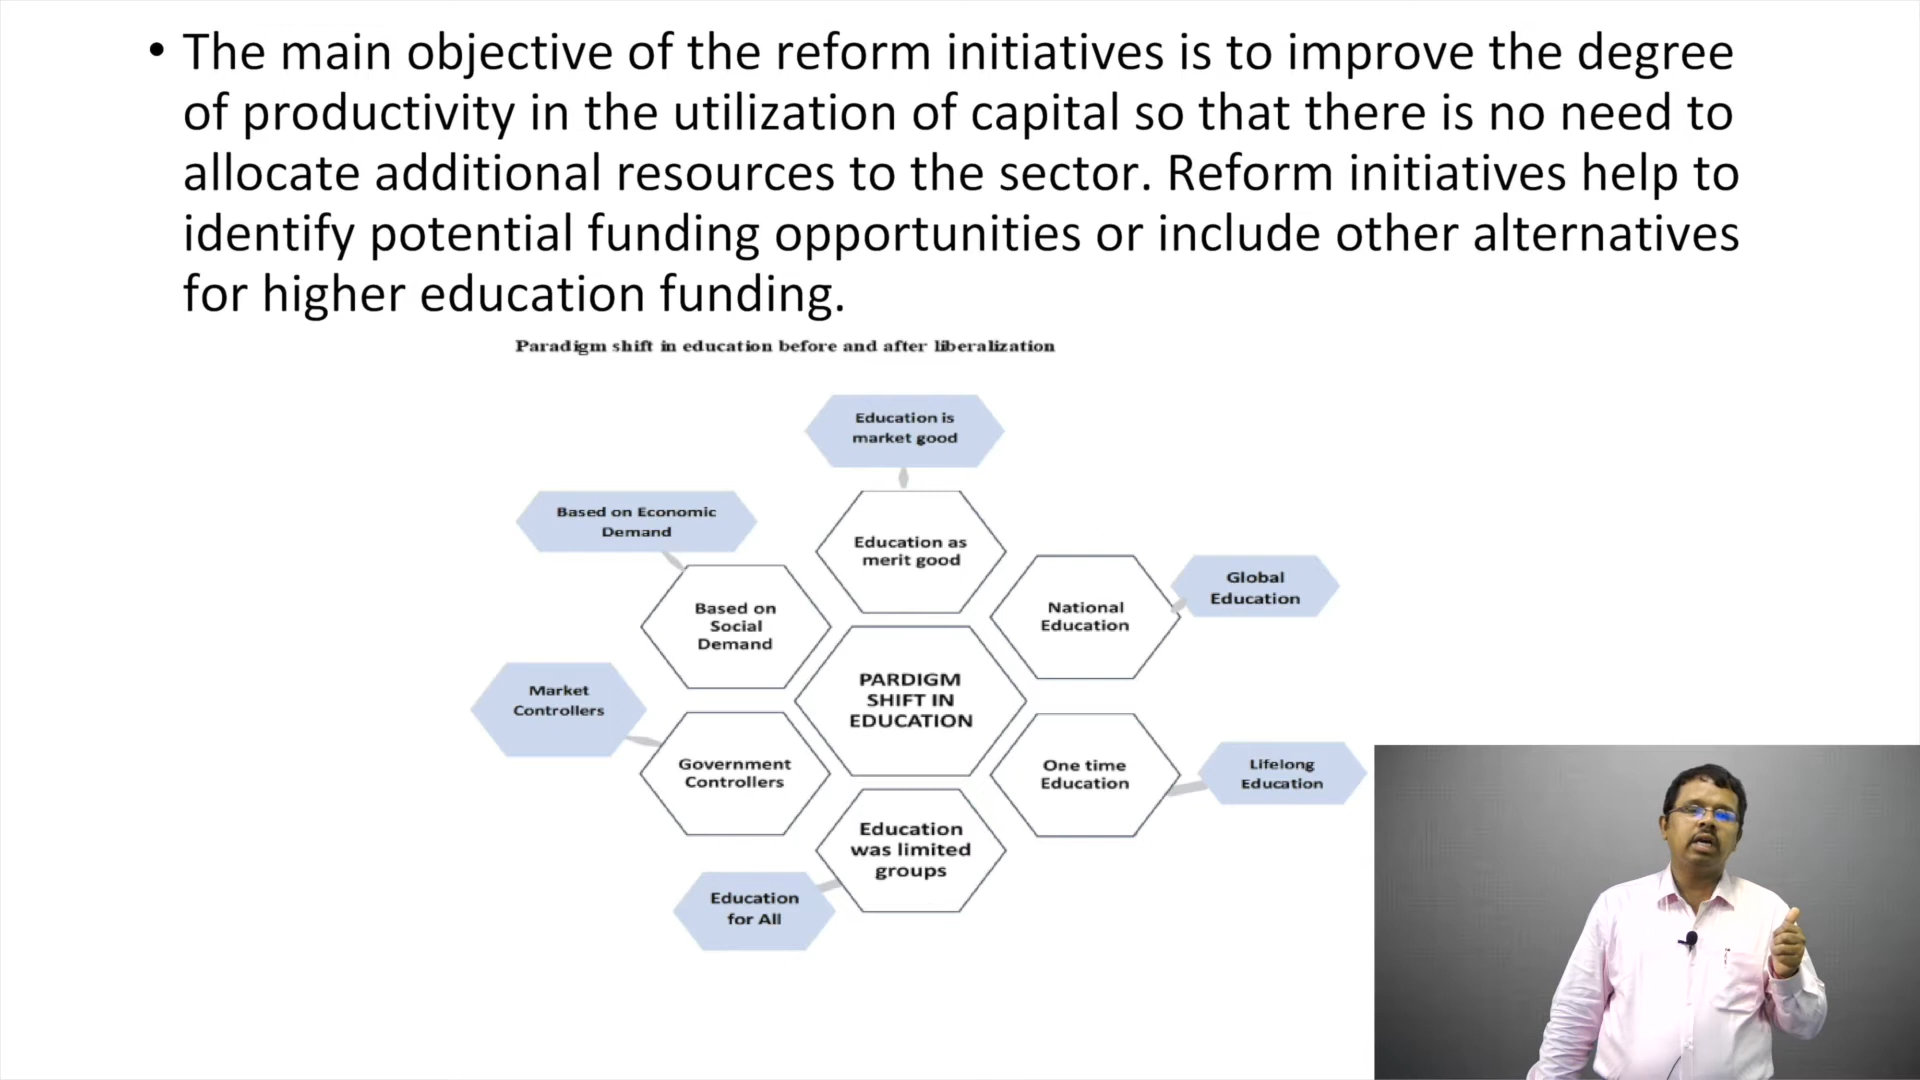 • The main objective of the reform initiatives is to improve the degree
of productivity in the utilization of capital so that there is no need to
allocate additional resources to the sector. Reform initiatives help to
identify potential funding opportunities or include other alternatives
for higher education funding.
Paradigm shift in education before and after liberalization
Education is
market good
Based on Economic
Demand
Education as
merit good
Global
Education
Based on
Social
Demand
National
Education
Market
Controllers
PARDIGM
SHIFT IN
EDUCATION
Government
Controllers
One time
Education
Lifelong
Education
Education
was limited
groups
Education
for All